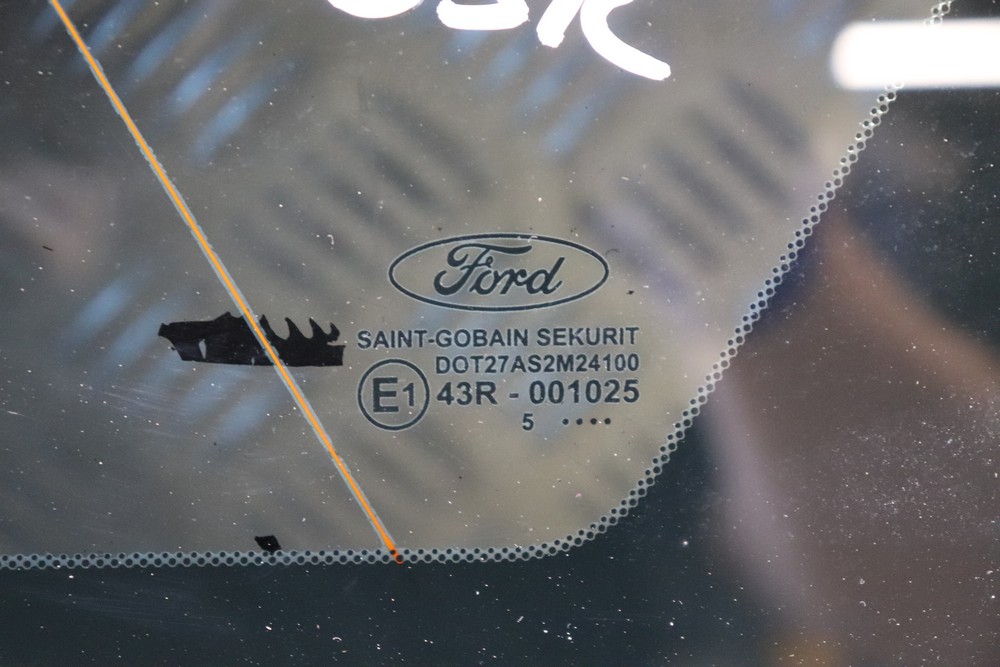 Ford
SAINT-GOBAIN SEKURIT
DOT27AS2M24100
E1 43R - 001025
5 ····